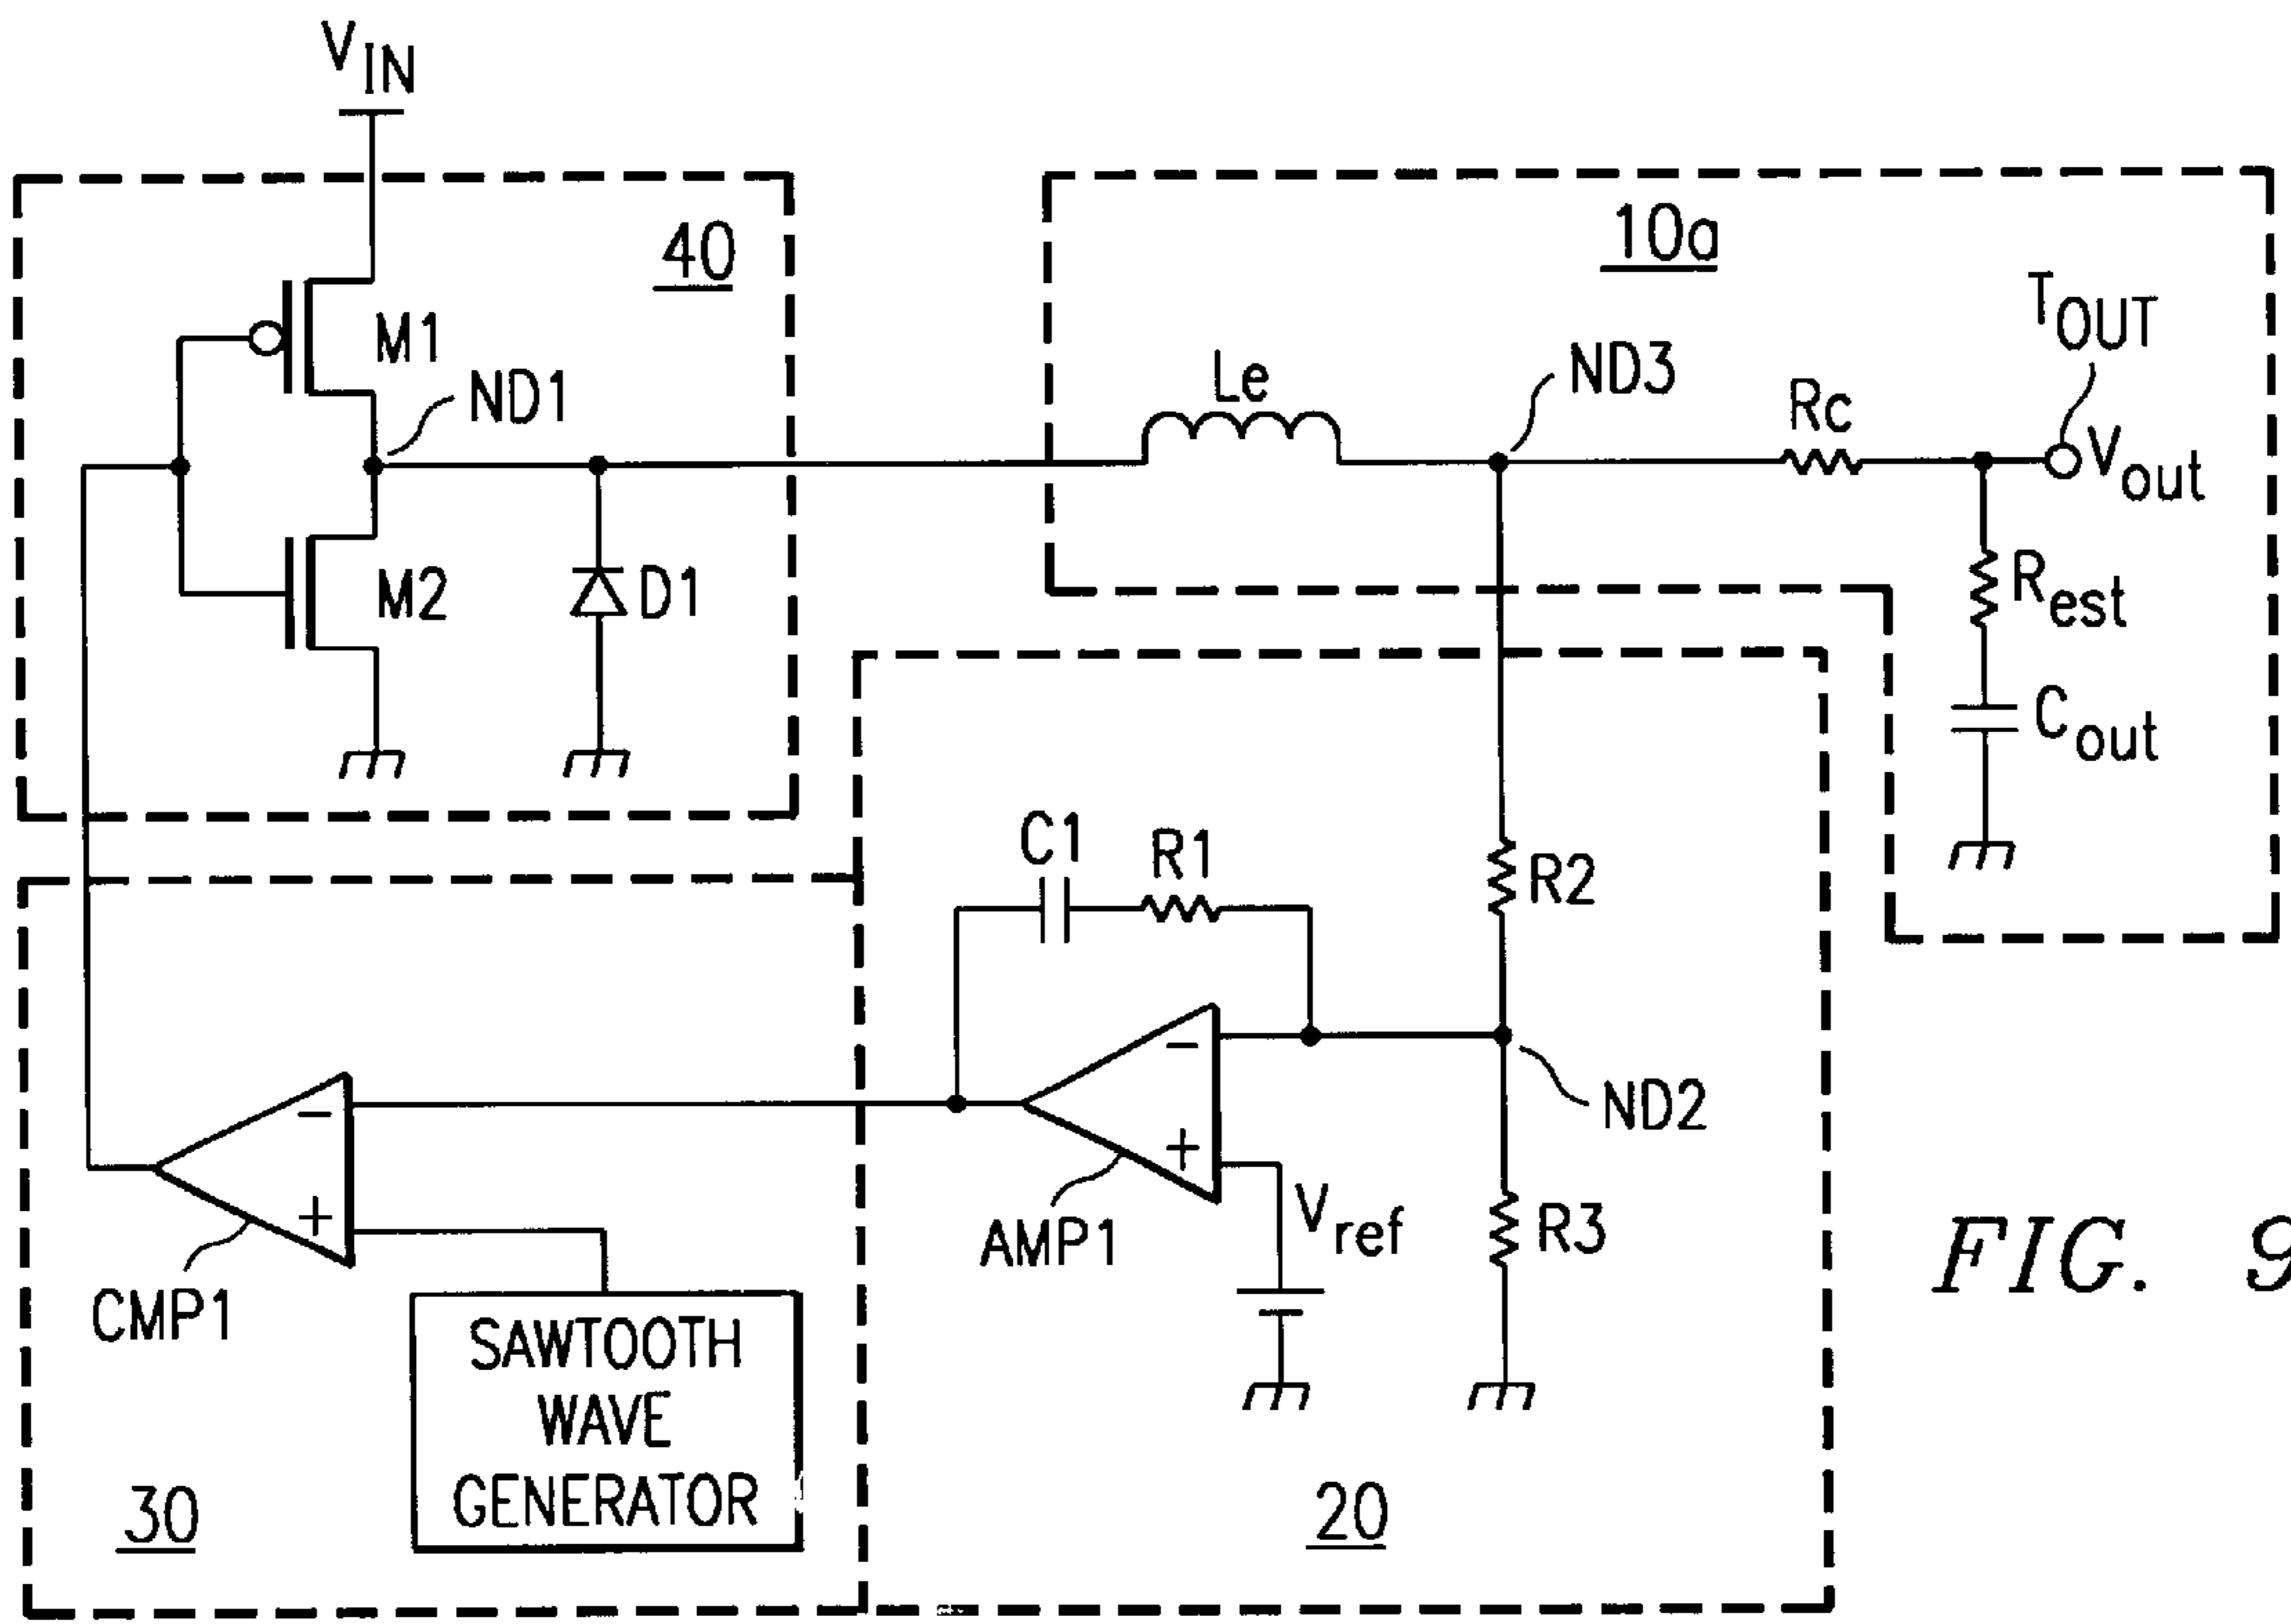 VIN
40
10a
TOUT
M1
ND1
Le
ND3
Rc
Vout
M2
D1
Rest
Cout
C1
R1
R2
−
ND2
−
+
+
AMP1
Vref
R3
CMP1
SAWTOOTH
WAVE
GENERATOR
30
20
FIG. 9